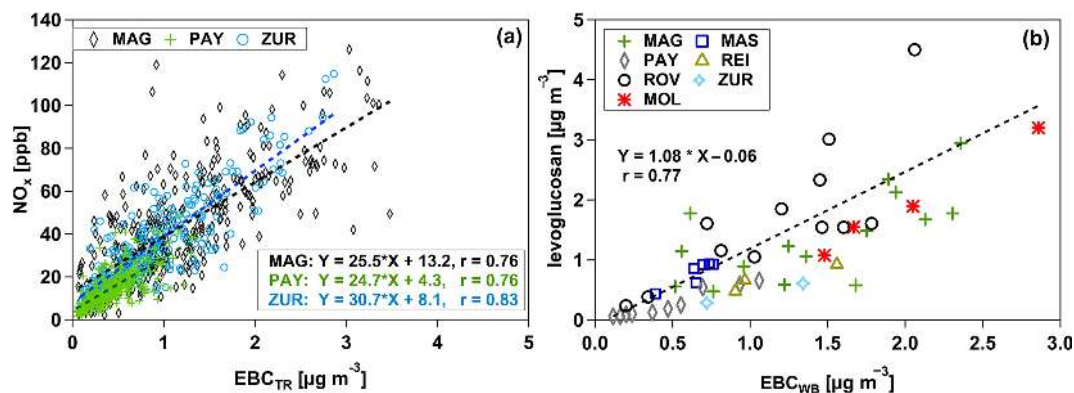 140
120
100
80
60
40
20
0
NOx [ppb]
MAG PAY ZUR
(a)
MAG: Y = 25.5*X + 13.2, r = 0.76
PAY: Y = 24.7*X + 4.3, r = 0.76
ZUR: Y = 30.7*X + 8.1, r = 0.83
0 1 2 3 4 5
EBCTR [µg m−3]
5
4
3
2
1
0
levoglucosan [µg m−3]
MAG MAS
PAY REI
ROV ZUR
MOL
(b)
Y = 1.08 * X – 0.06
r = 0.77
0.0 0.5 1.0 1.5 2.0 2.5 3.0
EBCWB [µg m−3]